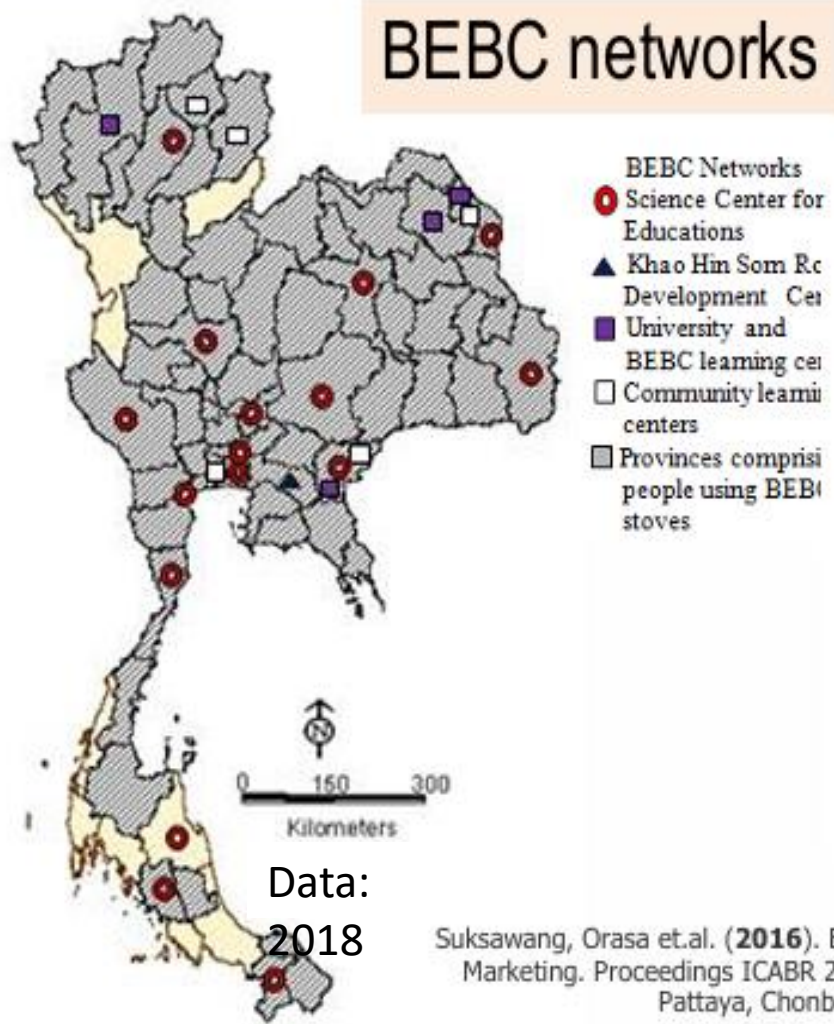 BEBC networks
BEBC Networks
Science Center for
Educations
Khao Hin Sorn
Development
University and
BEBC learning
Community
centers
Provinces
people using
stoves
N
0 150 300
Kilometers
Data:
2018
Suksawang, Orasa et.al. (2016).
Marketing. Proceedings ICABR
Pattaya,